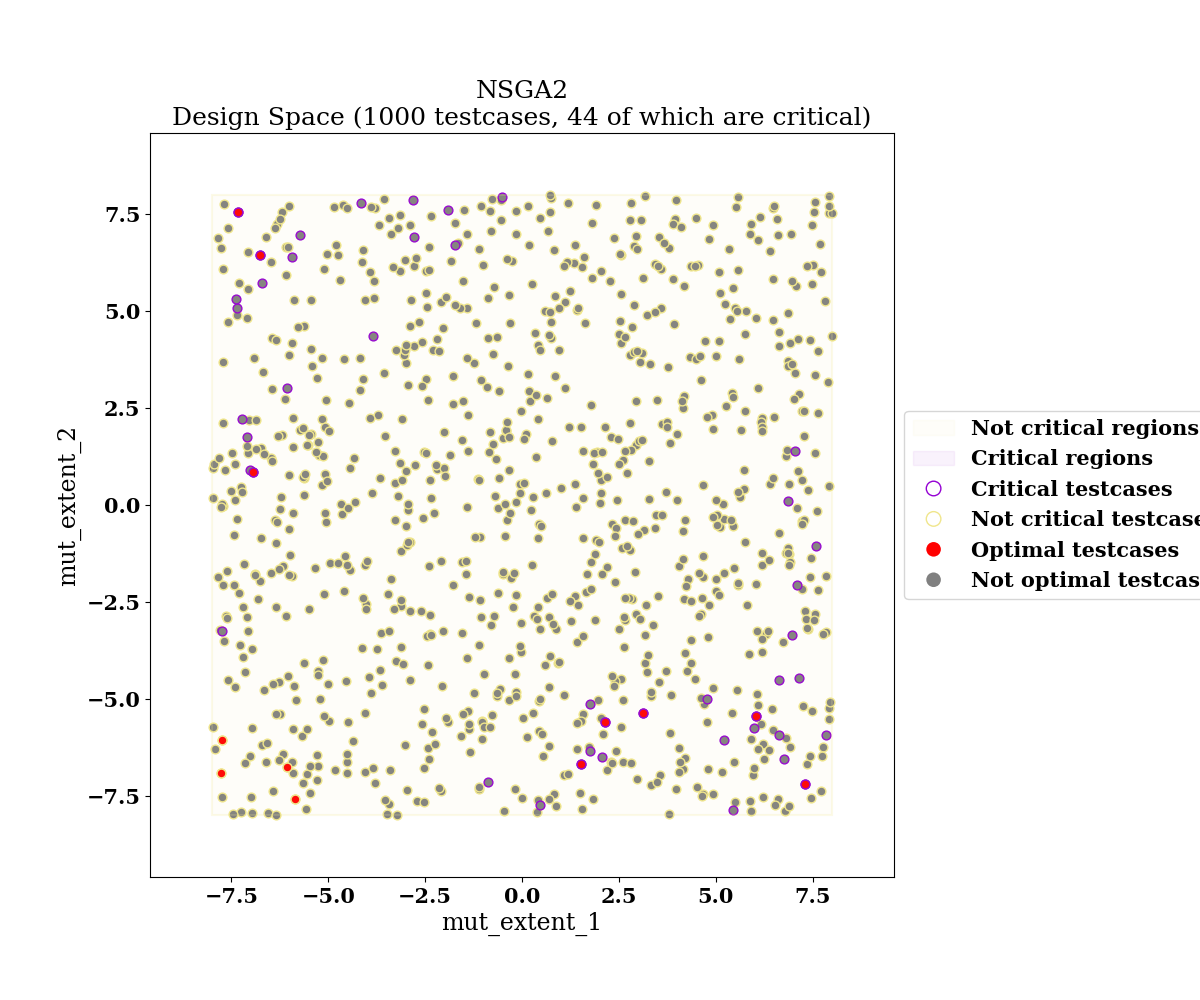 NSGA2
Design Space (1000 testcases, 44 of which are critical)
7.5
5.0
2.5
0.0
−2.5
−5.0
−7.5
mut_extent_2
−7.5 −5.0 −2.5 0.0 2.5 5.0 7.5
mut_extent_1
Not critical regions
Critical regions
Critical testcases
Not critical testcase
Optimal testcases
Not optimal testcas